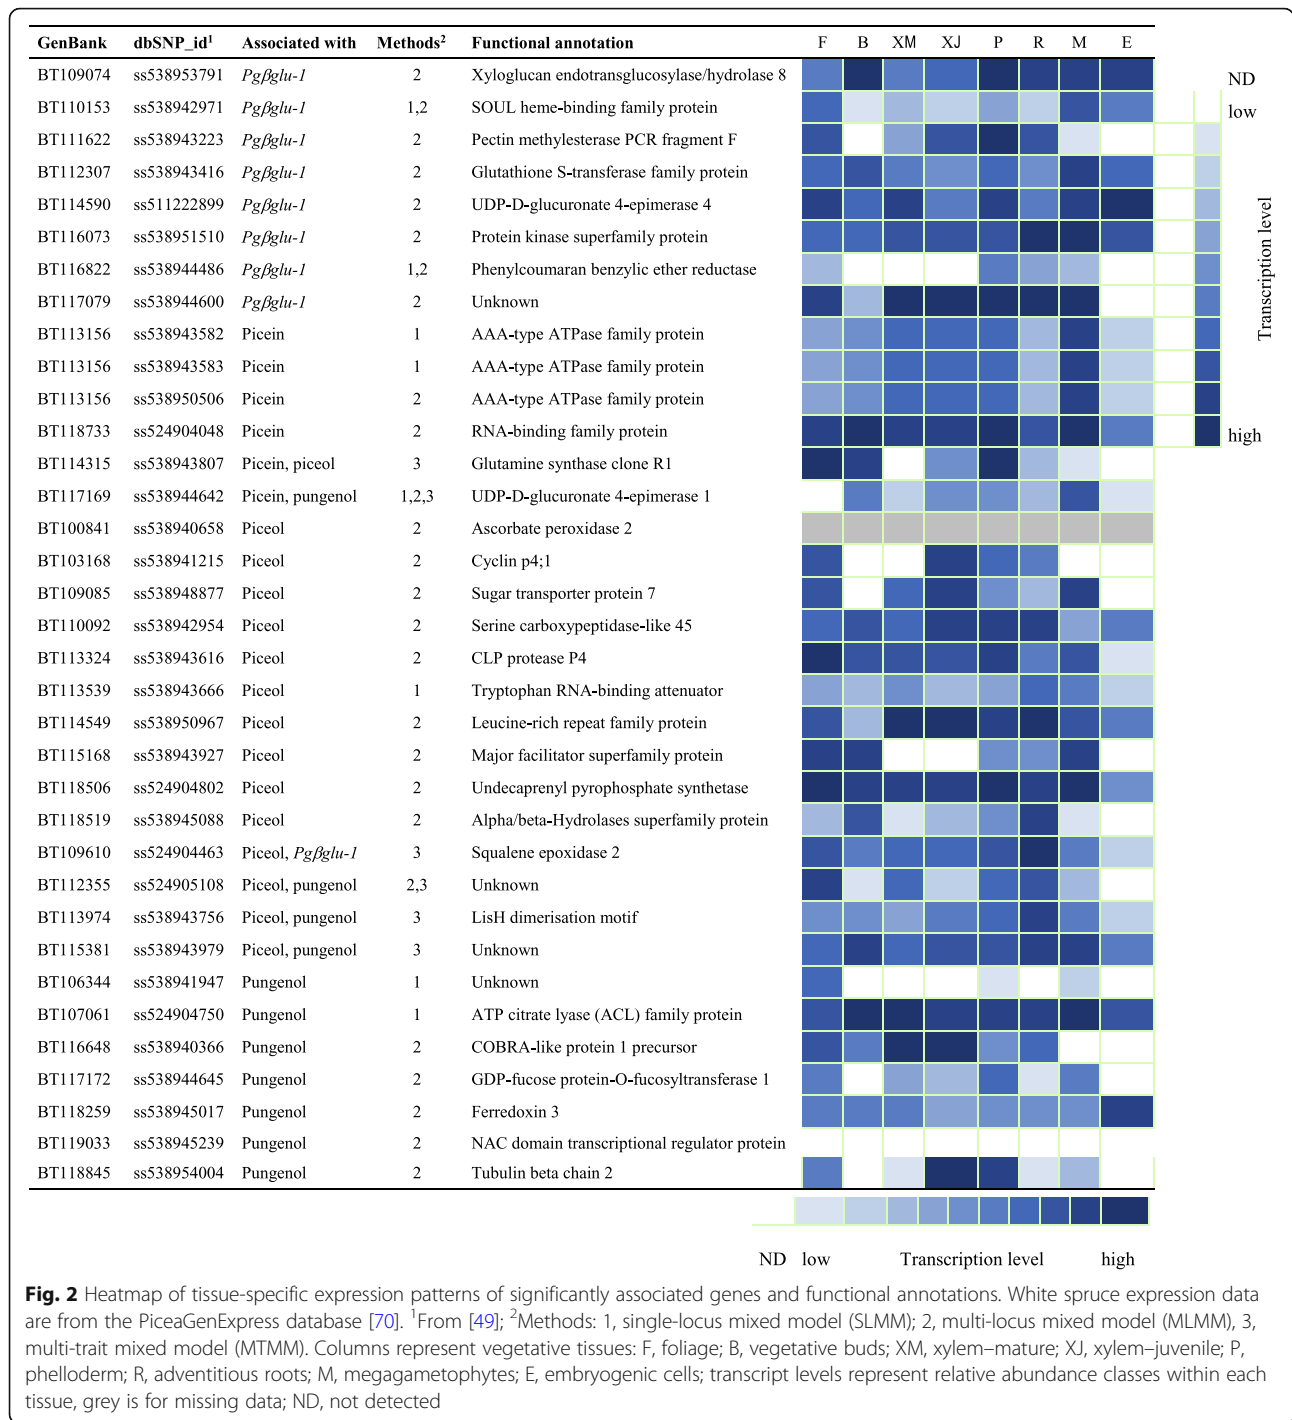 GenBank dbSNP_id1 Associated with Methods2 Functional annotation F B XM XJ P R M E
BT109074 ss538953791 Pgβglu-1 2 Xyloglucan endotransglucosylase/hydrolase 8
ND
BT110153 ss538942971 Pgβglu-1 1,2 SOUL heme-binding family protein
low
BT111622 ss538943223 Pgβglu-1 2 Pectin methylesterase PCR fragment F
BT112307 ss538943416 Pgβglu-1 2 Glutathione S-transferase family protein
BT114590 ss511222899 Pgβglu-1 2 UDP-D-glucuronate 4-epimerase 4
BT116073 ss538951510 Pgβglu-1 2 Protein kinase superfamily protein
BT116822 ss538944486 Pgβglu-1 1,2 Phenylcoumaran benzylic ether reductase
BT117079 ss538944600 Pgβglu-1 2 Unknown
Transcription level
BT113156 ss538943582 Picein 1 AAA-type ATPase family protein
BT113156 ss538943583 Picein 1 AAA-type ATPase family protein
BT113156 ss538950506 Picein 2 AAA-type ATPase family protein
BT118733 ss524904048 Picein 2 RNA-binding family protein
high
BT114315 ss538943807 Picein, piceol 3 Glutamine synthase clone R1
BT117169 ss538944642 Picein, pungenol 1,2,3 UDP-D-glucuronate 4-epimerase 1
BT100841 ss538940658 Piceol 2 Ascorbate peroxidase 2
BT103168 ss538941215 Piceol 2 Cyclin p4;1
BT109085 ss538948877 Piceol 2 Sugar transporter protein 7
BT110092 ss538942954 Piceol 2 Serine carboxypeptidase-like 45
BT113324 ss538943616 Piceol 2 CLP protease P4
BT113539 ss538943666 Piceol 1 Tryptophan RNA-binding attenuator
BT114549 ss538950967 Piceol 2 Leucine-rich repeat family protein
BT115168 ss538943927 Piceol 2 Major facilitator superfamily protein
BT118506 ss524904802 Piceol 2 Undecaprenyl pyrophosphate synthetase
BT118519 ss538945088 Piceol 2 Alpha/beta-Hydrolases superfamily protein
BT109610 ss524904463 Piceol, Pgβglu-1 3 Squalene epoxidase 2
BT112355 ss524905108 Piceol, pungenol 2,3 Unknown
BT113974 ss538943756 Piceol, pungenol 3 LisH dimerisation motif
BT115381 ss538943979 Piceol, pungenol 3 Unknown
BT106344 ss538941947 Pungenol 1 Unknown
BT107061 ss524904750 Pungenol 1 ATP citrate lyase (ACL) family protein
BT116648 ss538940366 Pungenol 2 COBRA-like protein 1 precursor
BT117172 ss538944645 Pungenol 2 GDP-fucose protein-O-fucosyltransferase 1
BT118259 ss538945017 Pungenol 2 Ferredoxin 3
BT119033 ss538945239 Pungenol 2 NAC domain transcriptional regulator protein
BT118845 ss538954004 Pungenol 2 Tubulin beta chain 2
ND low Transcription level high
Fig. 2 Heatmap of tissue-specific expression patterns of significantly associated genes and functional annotations. White spruce expression data
are from the PiceaGenExpress database [70]. 1From [49]; 2Methods: 1, single-locus mixed model (SLMM); 2, multi-locus mixed model (MLMM), 3,
multi-trait mixed model (MTMM). Columns represent vegetative tissues: F, foliage; B, vegetative buds; XM, xylem–mature; XJ, xylem–juvenile; P,
phelloderm; R, adventitious roots; M, megagametophytes; E, embryogenic cells; transcript levels represent relative abundance classes within each
tissue, grey is for missing data; ND, not detected